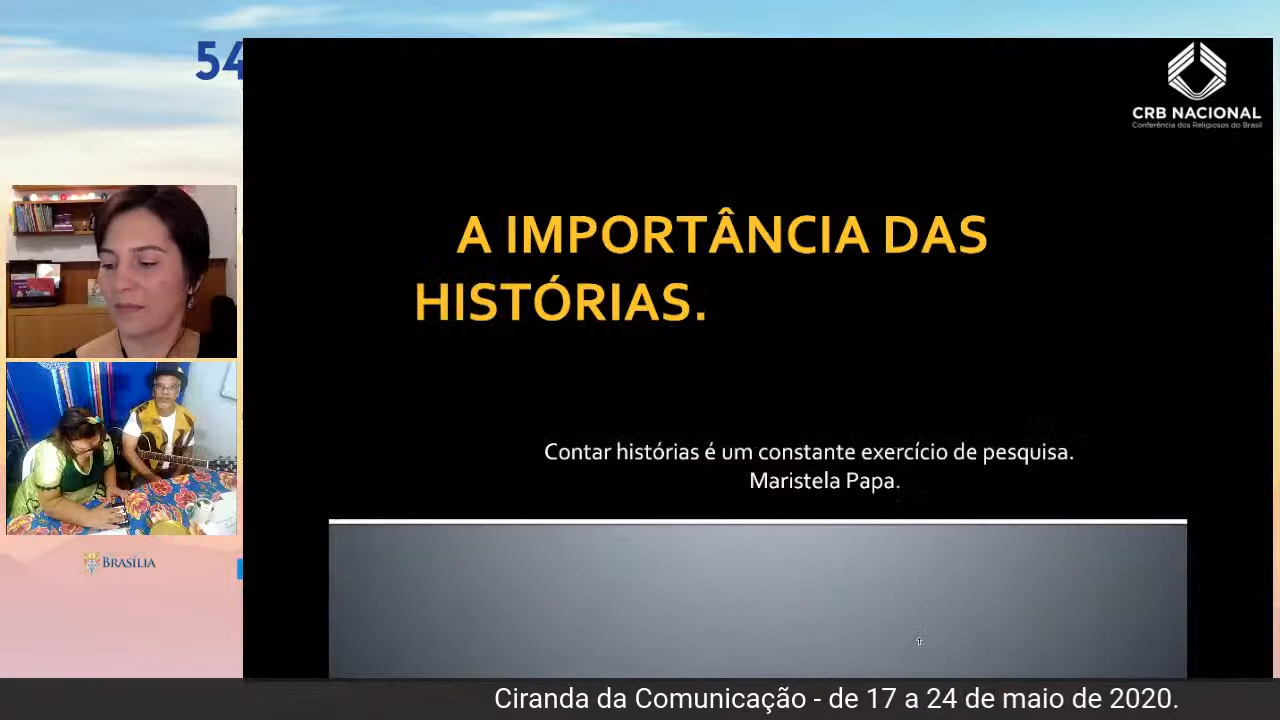 54
CRB NACIONAL
Conferência dos Religiosos do Brasil
A IMPORTÂNCIA DAS
HISTÓRIAS.
Contar histórias é um constante exercício de pesquisa.
Maristela Papa.
BRASÍLIA
Ciranda da Comunicação - de 17 a 24 de maio de 2020.